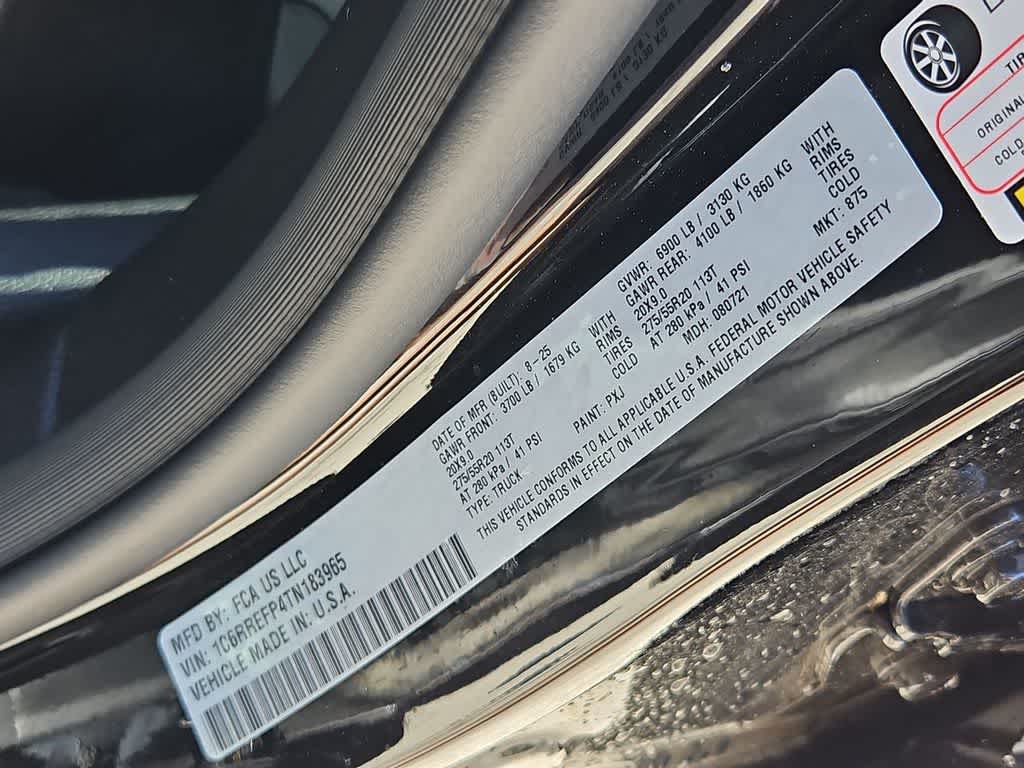 MFD BY: FCA US LLC
VIN: 1C6RREFP4TN183965
VEHICLE MADE IN: U.S.A.
DATE OF MFR (BUILT): 8-25 GVWR: 6900 LB / 3130 KG
GAWR FRONT: 3700 LB / 1679 KG WITH GAWR REAR: 4100 LB / 1860 KG WITH
20X9.0 RIMS 20X9.0 RIMS
275/55R20 113T TIRES 275/55R20 113T TIRES
AT 280 kPa / 41 PSI COLD AT 280 kPa / 41 PSI COLD
TYPE: TRUCK PAINT: PXJ MDH: 080721 MKT: 875
THIS VEHICLE CONFORMS TO ALL APPLICABLE U.S.A. FEDERAL MOTOR VEHICLE SAFETY
STANDARDS IN EFFECT ON THE DATE OF MANUFACTURE SHOWN ABOVE.
ORIGINAL
COLD